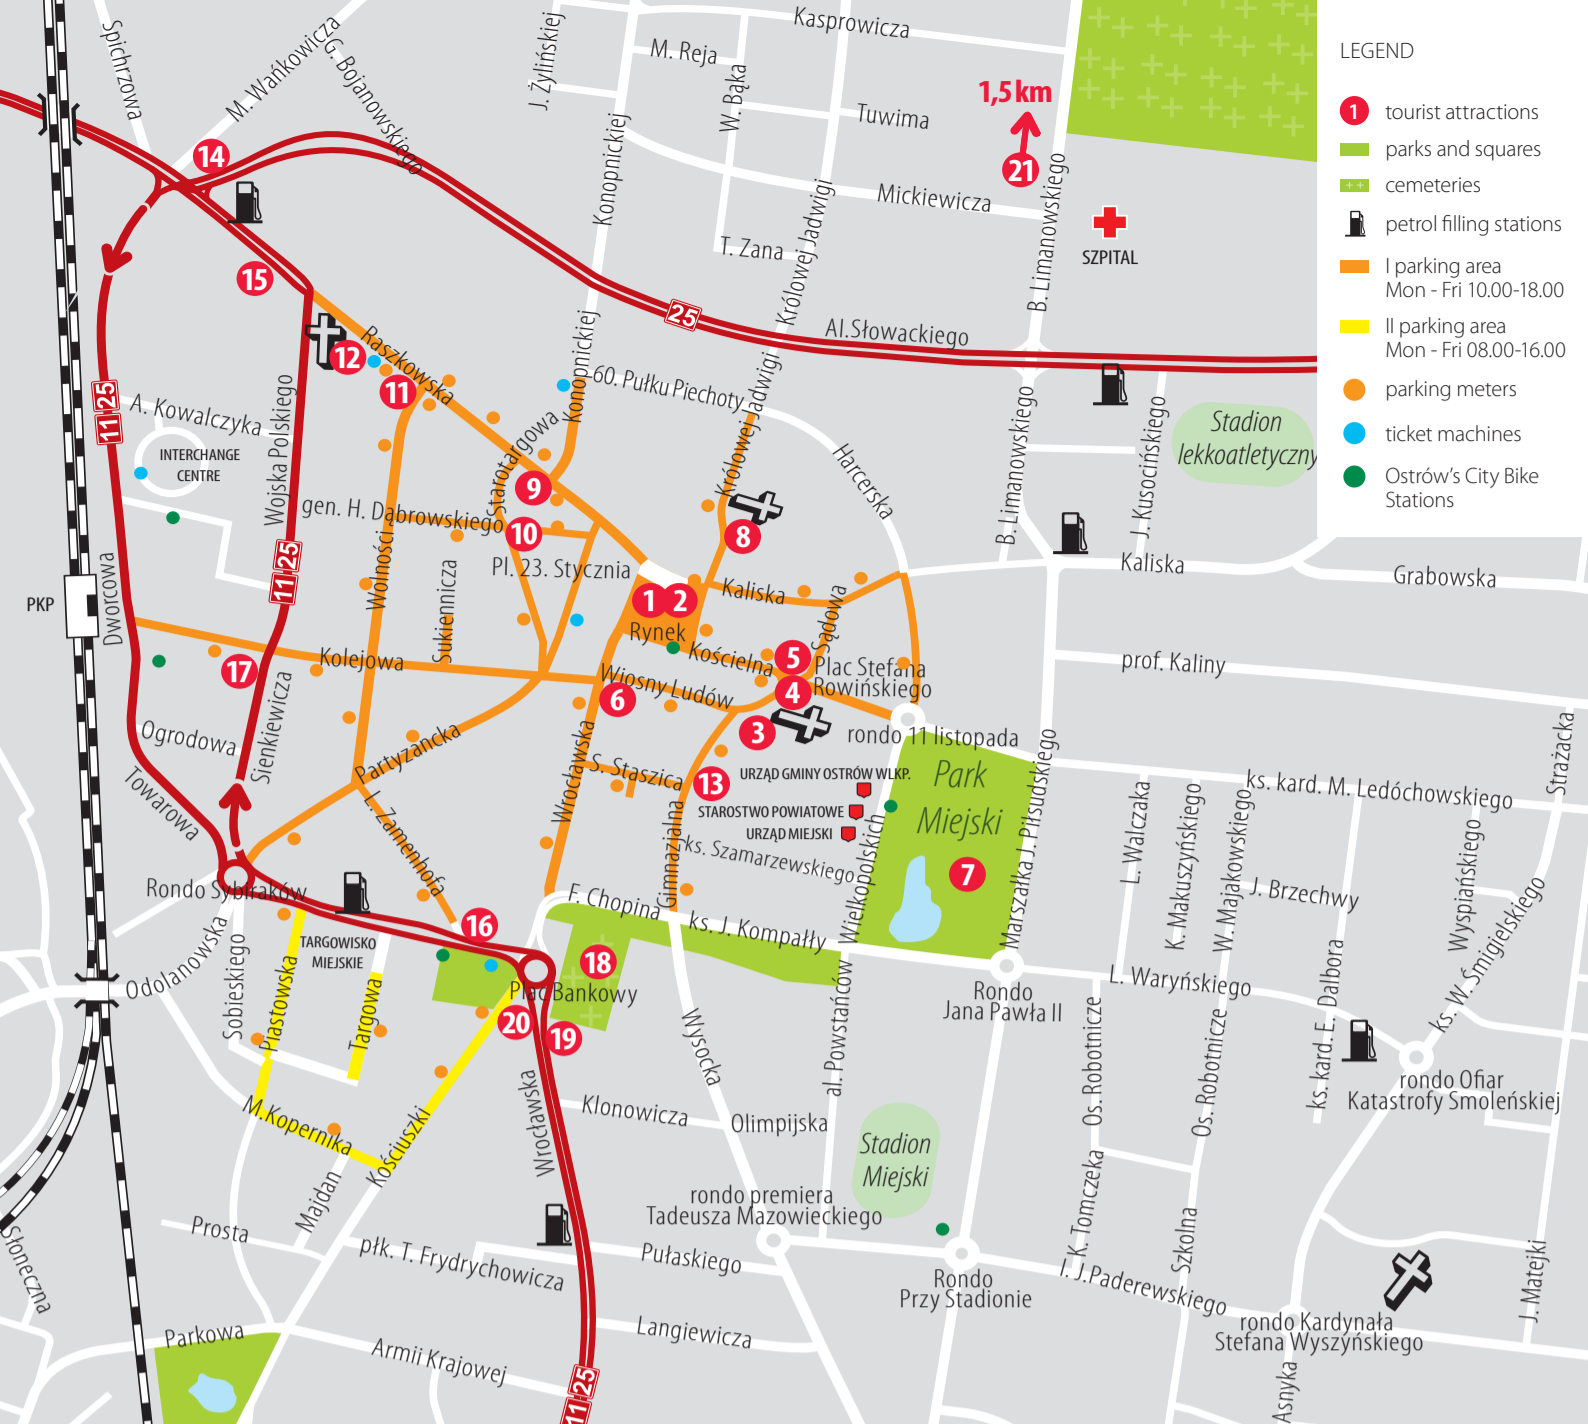 Spichrzowa
M. Wańkowicza
G. Bojanowskiego
J. Żylińskiej
Kasprowicza
M. Reja
W. Bąka
Tuwima
1,5 km
21
Konopnickiej
Mickiewicza
T. Zana
Królowej Jadwigi
B. Limanowskiego
SZPITAL
LEGEND
1 tourist attractions
parks and squares
cemeteries
petrol filling stations
I parking area
Mon - Fri 10.00-18.00
II parking area
Mon - Fri 08.00-16.00
parking meters
ticket machines
Ostrów's City Bike
Stations
14
15
25
Al.Słowackiego
12
Raszkowska
11
Konopnickiej
60. Pułku Piechoty
Królowej Jadwigi
Harcerska
B. Limanowskiego
J. Kusocińskiego
Stadion
lekkoatletyczny
11 25
A. Kowalczyka
INTERCHANGE
CENTRE
Wojska Polskiego
Starotargowa
9
gen. H. Dąbrowskiego
10
8
11 25
Wolności
Sukiennicza
Pl. 23. Stycznia
Kaliska
Kaliska
Grabowska
PKP
Dworcowa
1
2
Rynek
Kościelna
Sądowa
5
Plac Stefana
Rowińskiego
4
17
Kolejowa
Wiosny Ludów
6
prof. Kaliny
3
rondo 11 listopada
Ogrodowa
Sienkiewicza
Towarowa
Partyzancka
Wrocławska
S. Staszica
13
URZĄD GMINY OSTRÓW WLKP.
STAROSTWO POWIATOWE
URZĄD MIEJSKI
Park
Miejski
7
Marszałka J. Piłsudskiego
ks. kard. M. Ledóchowskiego
Strażacka
L. Zamenhofa
Gimnazjalna
ks. Szamarzewskiego
Wielkopolskich
L. Walczaka
K. Makuszyńskiego
W. Majakowskiego
J. Brzechwy
Wyspiańskiego
ks. W. Śmigielskiego
Rondo Sybiraków
F. Chopina
ks. J. Kompałły
16
18
TARGOWISKO
MIEJSKIE
Odolanowska
Sobieskiego
Piastowska
Targowa
Plac Bankowy
20
19
Wysocka
al. Powstańców
Rondo
Jana Pawła II
L. Waryńskiego
Os. Robotnicze
Os. Robotnicze
ks. kard. E. Dalbora
rondo Ofiar
Katastrofy Smoleńskiej
M.Kopernika
Kościuszki
Wrocławska
Klonowicza
Olimpijska
Stadion
Miejski
K. Tomczeka
Szkolna
Majdan
Prosta
płk. T. Frydrychowicza
rondo premiera
Tadeusza Mazowieckiego
Pułaskiego
Rondo
Przy Stadionie
I. J.Paderewskiego
J. Matejki
Słoneczna
Parkowa
Armii Krajowej
Langiewicza
rondo Kardynała
Stefana Wyszyńskiego
Asnyka
11 25